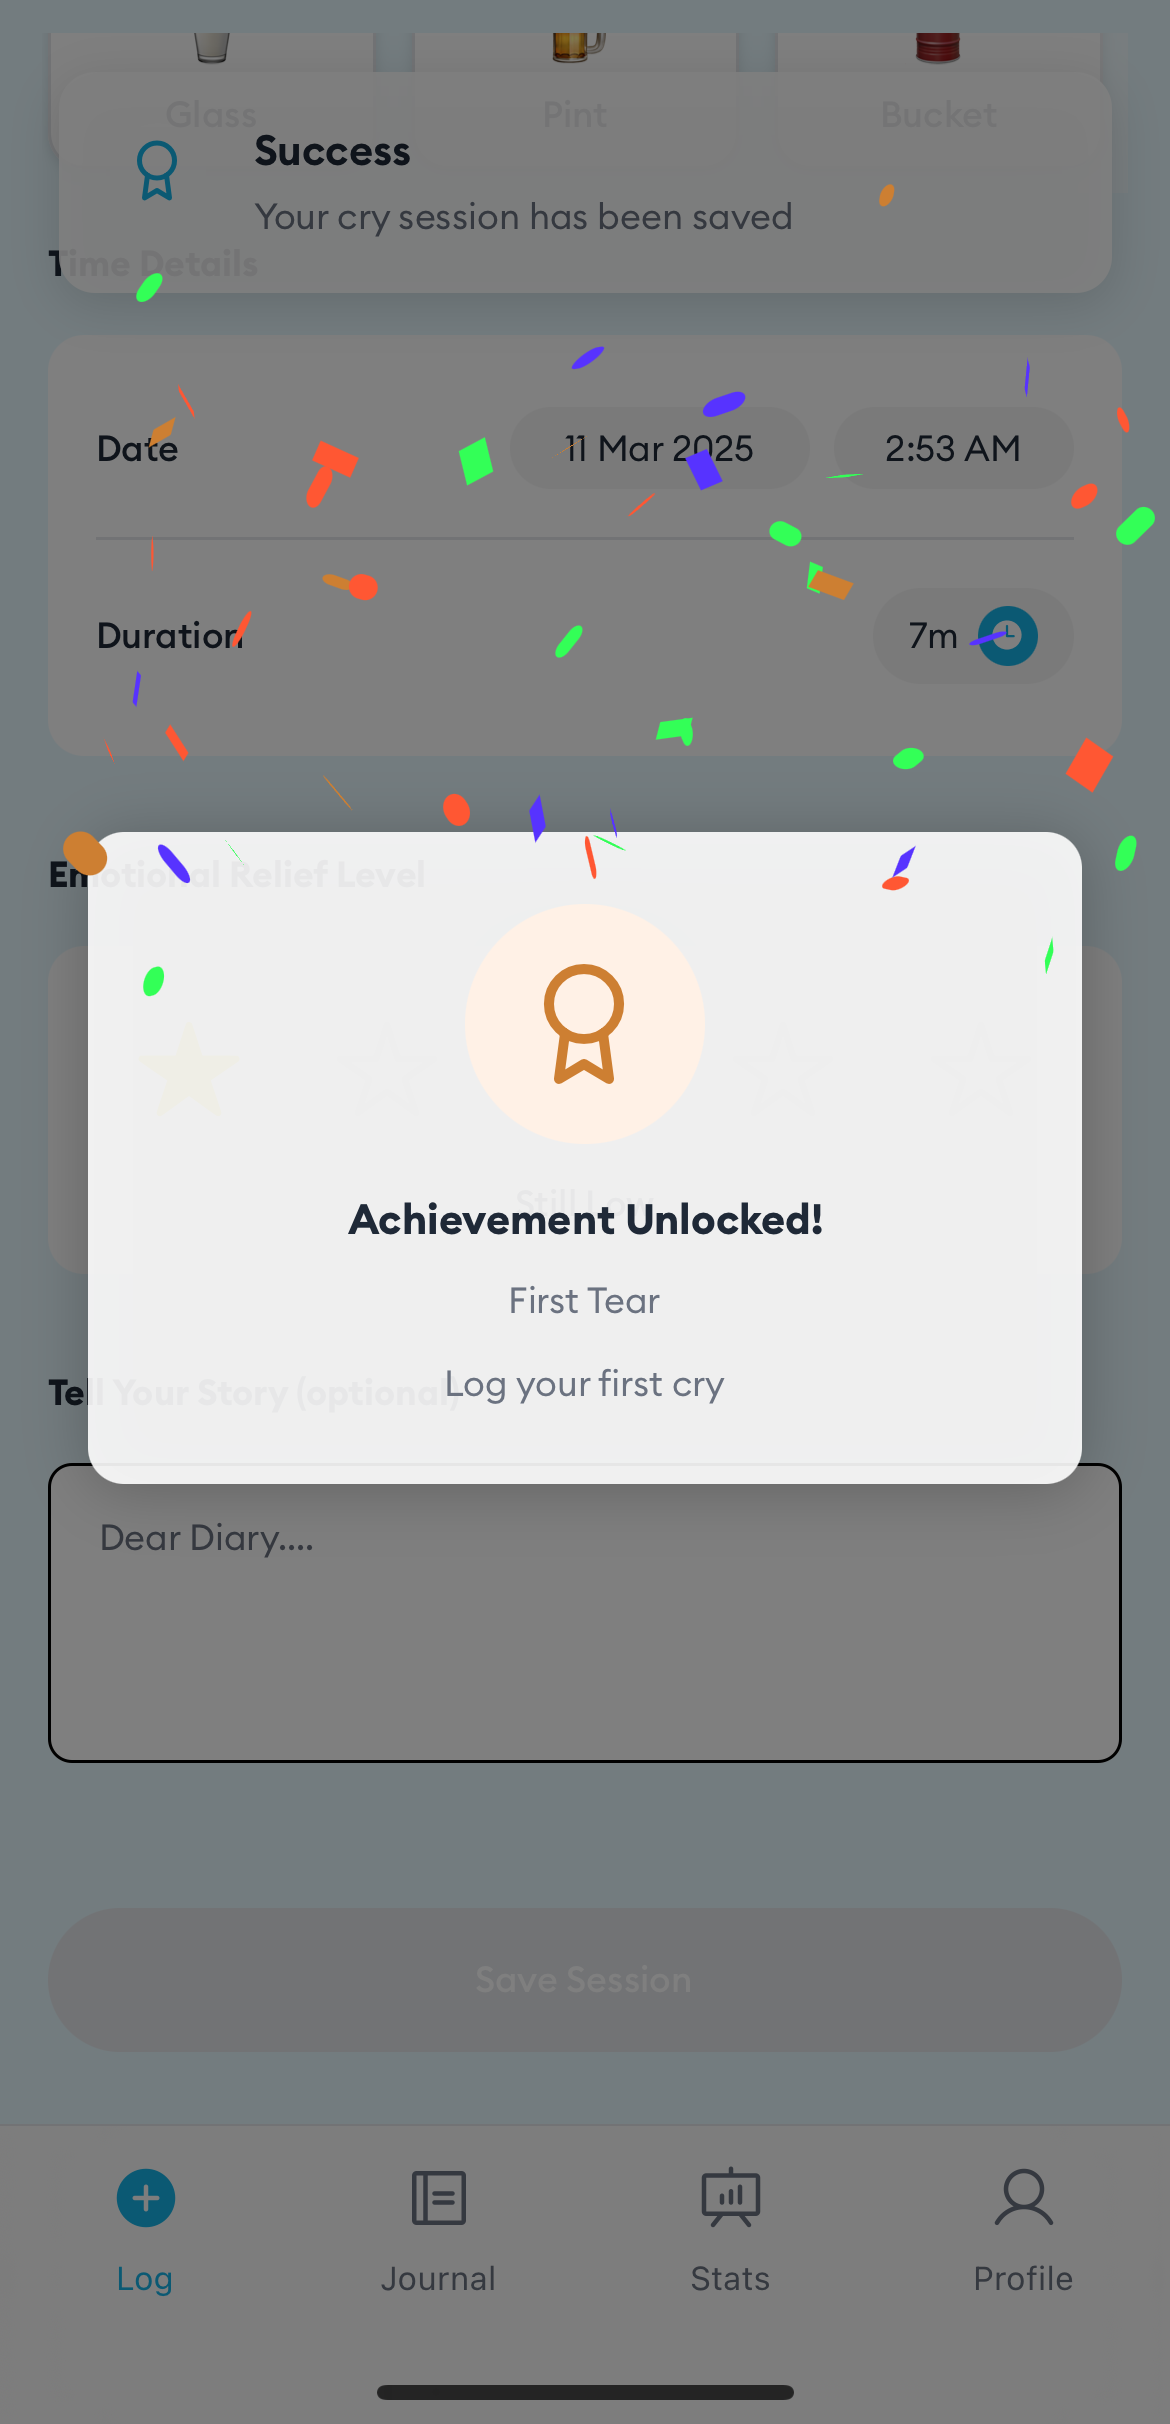 Glass Pint Bucket
Success
Your cry session has been saved
Time Details
Date 11 Mar 2025 2:53 AM
Duration 7m
Emotional Relief Level
Still Low
Achievement Unlocked!
First Tear
Log your first cry
Tell Your Story (optional)
Dear Diary....
Save Session
Log Journal Stats Profile